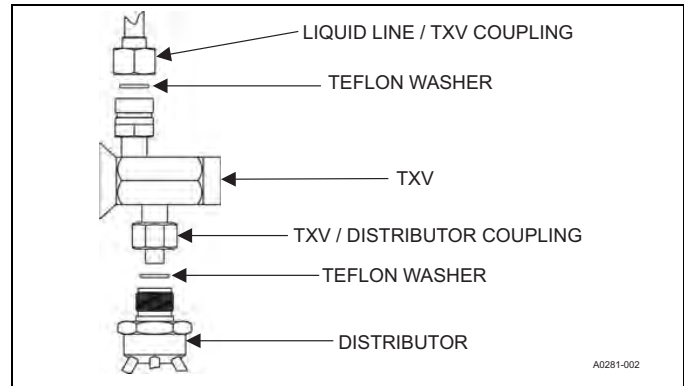 LIQUID LINE / TXV COUPLING
TEFLON WASHER
TXV
TXV / DISTRIBUTOR COUPLING
TEFLON WASHER
DISTRIBUTOR
A0281-002